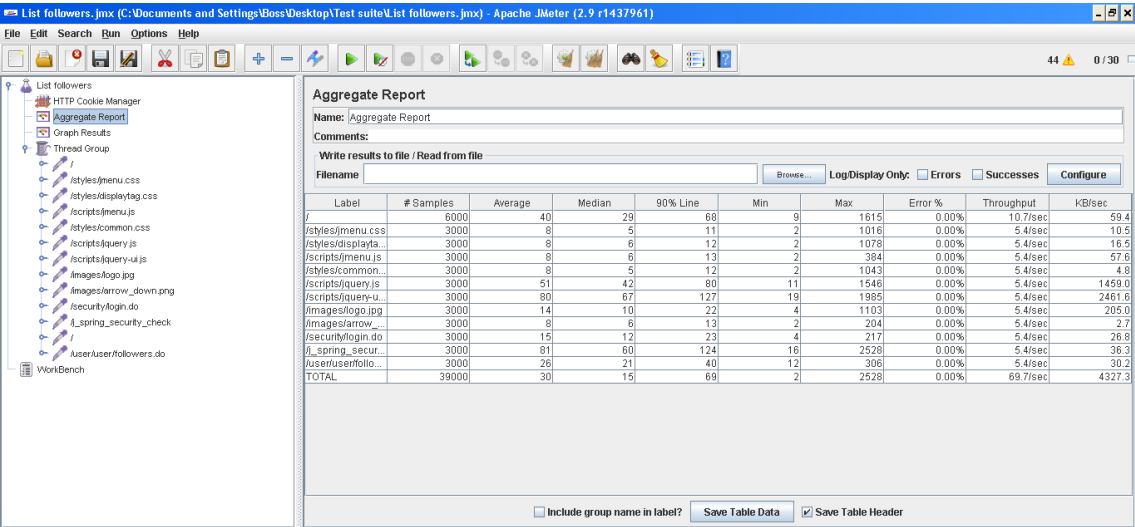 List followers.jmx (C:\Documents and Settings\Boss\Desktop\Test suite\List followers.jmx) - Apache JMeter (2.9 r1437961)
File Edit Search Run Options Help
44 0 / 30
List followers
HTTP Cookie Manager
Aggregate Report
Graph Results
Thread Group
/
/styles/jmenu.css
/styles/displaytag.css
/scripts/jmenu.js
/styles/common.css
/scripts/jquery.js
/scripts/jquery-ui.js
/images/logo.jpg
/images/arrow_down.png
/security/login.do
/j_spring_security_check
/
/user/user/followers.do
WorkBench
Aggregate Report
Name: Aggregate Report
Comments:
Write results to file / Read from file
Filename Browse... Log/Display Only: Errors Successes Configure
Label # Samples Average Median 90% Line Min Max Error % Throughput KB/sec
/ 6000 40 29 68 9 1615 0.00% 10.7/sec 59.4
/styles/jmenu.css 3000 8 5 11 2 1016 0.00% 5.4/sec 10.5
/styles/displayta... 3000 8 6 12 2 1078 0.00% 5.4/sec 16.5
/scripts/jmenu.js 3000 8 6 13 2 384 0.00% 5.4/sec 57.6
/styles/common.... 3000 8 5 12 2 1043 0.00% 5.4/sec 4.8
/scripts/jquery.js 3000 51 42 80 11 1546 0.00% 5.4/sec 1459.0
/scripts/jquery-u... 3000 80 67 127 19 1985 0.00% 5.4/sec 2461.6
/images/logo.jpg 3000 14 10 22 4 1103 0.00% 5.4/sec 205.0
/images/arrow_... 3000 8 6 13 2 204 0.00% 5.4/sec 2.7
/security/login.do 3000 15 12 23 4 217 0.00% 5.4/sec 26.8
/j_spring_secur... 3000 81 60 124 16 2528 0.00% 5.4/sec 36.3
/user/user/follo... 3000 26 21 40 12 306 0.00% 5.4/sec 30.2
TOTAL 39000 30 15 69 2 2528 0.00% 69.7/sec 4327.3
Include group name in label? Save Table Data Save Table Header